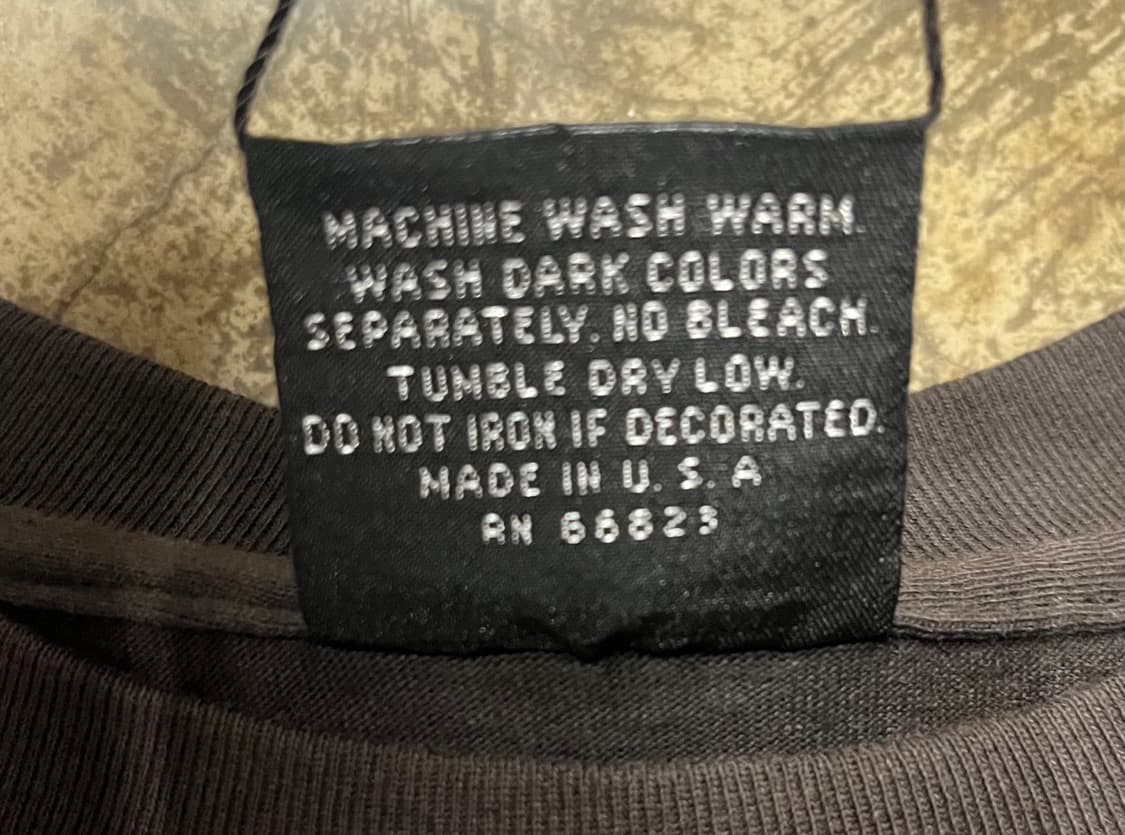 MACHINE WASH WARM.
WASH DARK COLORS
SEPARATELY. NO BLEACH.
TUMBLE DRY LOW.
DO NOT IRON IF DECORATED.
MADE IN U. S. A
RN 66823